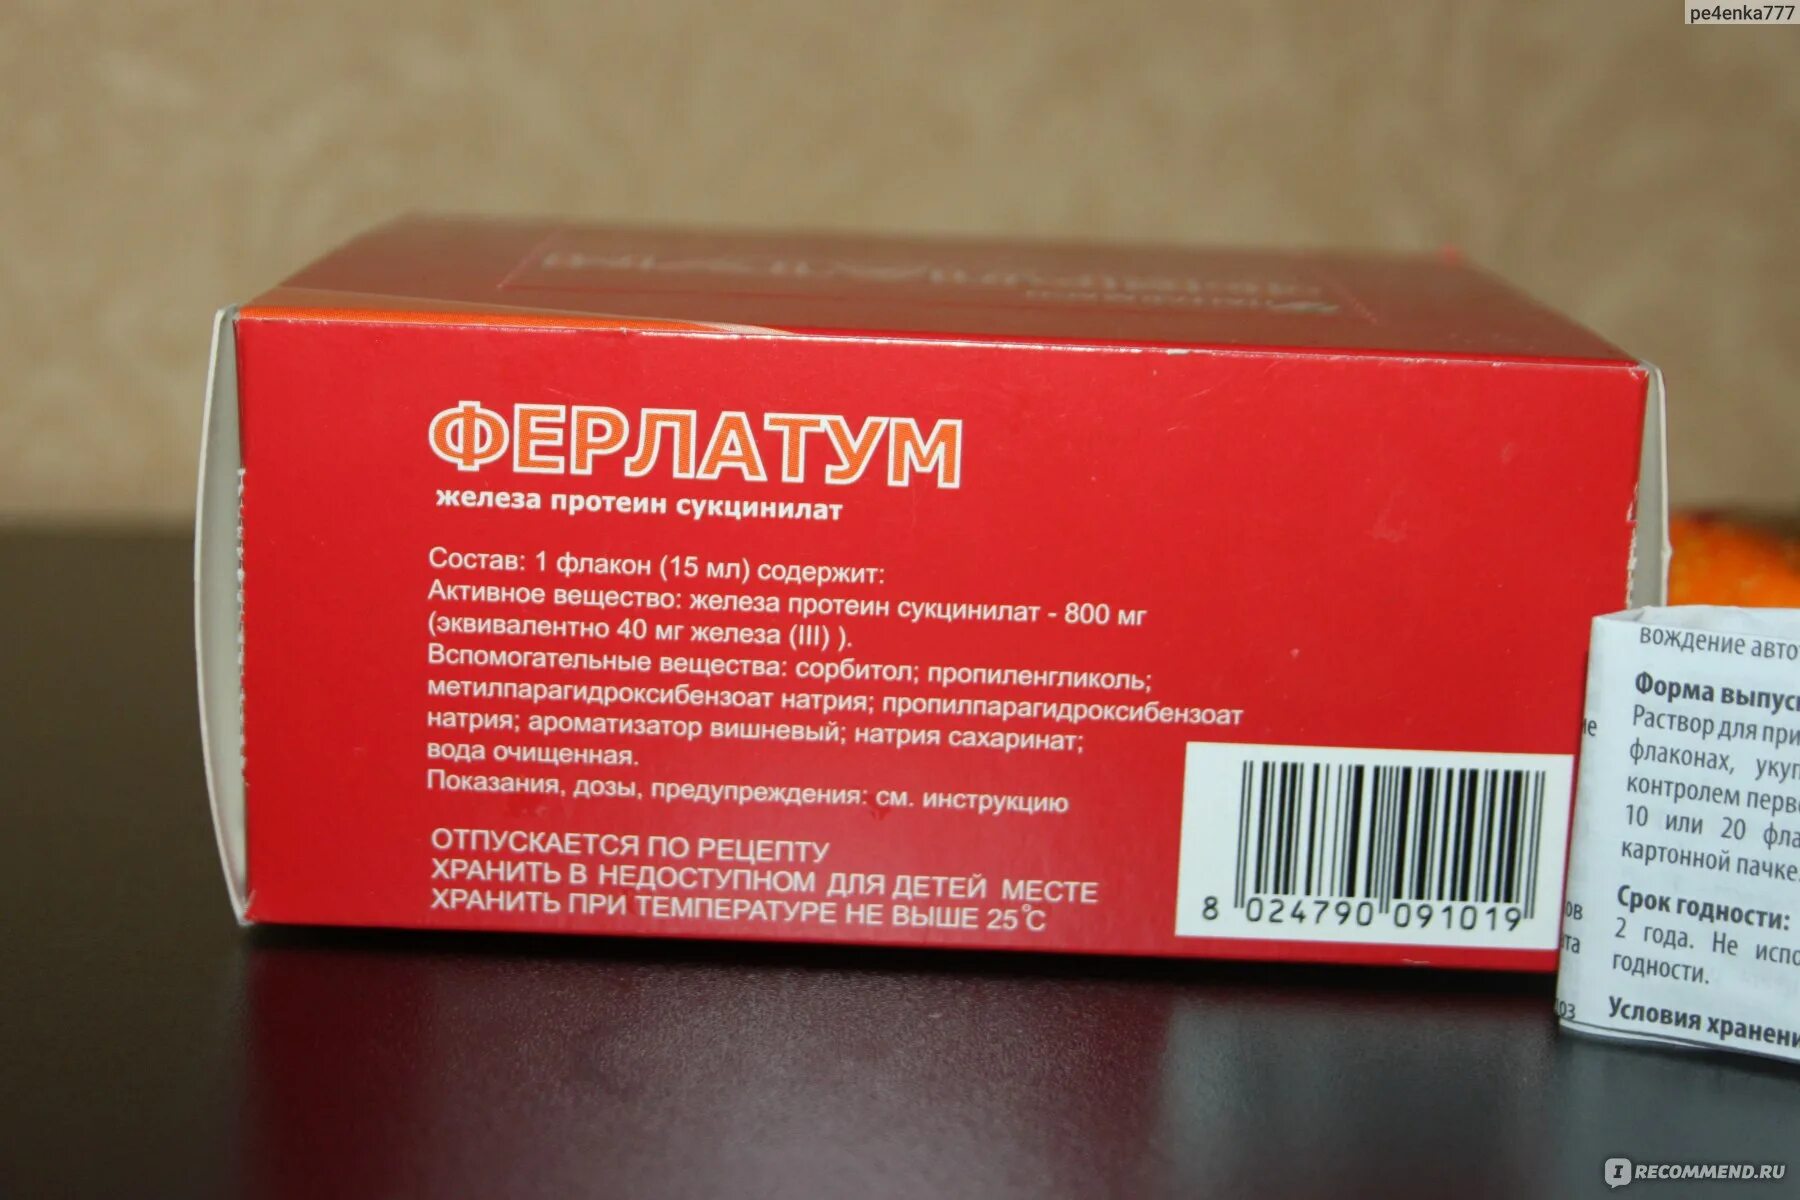 pe4enka777
ФЕРЛАТУМ
железа протеин сукцинилат
Состав: 1 флакон (15 мл) содержит:
Активное вещество: железа протеин сукцинилат - 800 мг
(эквивалентно 40 мг железа (III) ).
Вспомогательные вещества: сорбитол; пропиленгликоль;
метилпарагидроксибензоат натрия; пропилпарагидроксибензоат
натрия; ароматизатор вишневый; натрия сахаринат;
вода очищенная.
Показания, дозы, предупреждения: см. инструкцию
ОТПУСКАЕТСЯ ПО РЕЦЕПТУ
ХРАНИТЬ В НЕДОСТУПНОМ ДЛЯ ДЕТЕЙ МЕСТЕ
ХРАНИТЬ ПРИ ТЕМПЕРАТУРЕ НЕ ВЫШЕ 25°C
8 024790 091019
вождение авто
Форма выпус
Раствор для при
флаконах, укуп
контролем перв
10 или 20 фла
картонной пачке.
Срок годности:
2 года. Не испо
годности.
Условия хранени
IRECOMMEND.RU